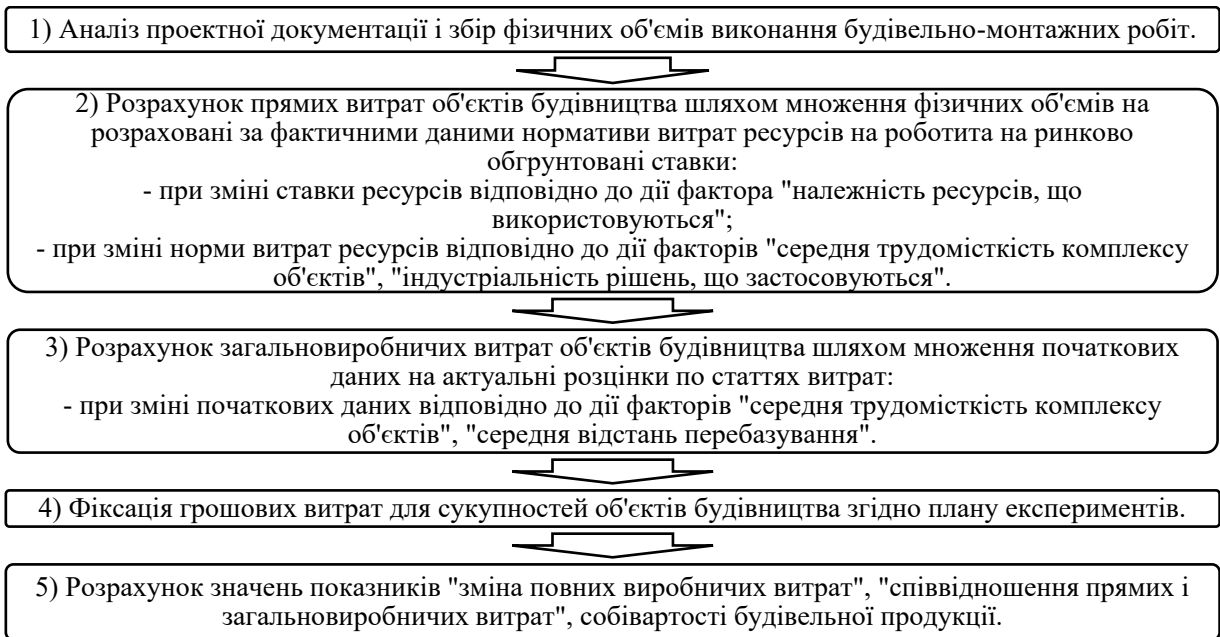 1) Аналіз проектної документації і збір фізичних об'ємів виконання будівельно-монтажних робіт.
2) Розрахунок прямих витрат об'єктів будівництва шляхом множення фізичних об'ємів на
розраховані за фактичними даними нормативи витрат ресурсів на роботита на ринково
обгрунтовані ставки:
- при зміні ставки ресурсів відповідно до дії фактора "належність ресурсів, що
використовуються";
- при зміні норми витрат ресурсів відповідно до дії факторів "середня трудомісткість комплексу
об'єктів", "індустріальність рішень, що застосовуються".
3) Розрахунок загальновиробничих витрат об'єктів будівництва шляхом множення початкових
даних на актуальні розцінки по статтях витрат:
- при зміні початкових даних відповідно до дії факторів "середня трудомісткість комплексу
об'єктів", "середня відстань перебазування".
4) Фіксація грошових витрат для сукупностей об'єктів будівництва згідно плану експериментів.
5) Розрахунок значень показників "зміна повних виробничих витрат", "співвідношення прямих і
загальновиробничих витрат", собівартості будівельної продукції.